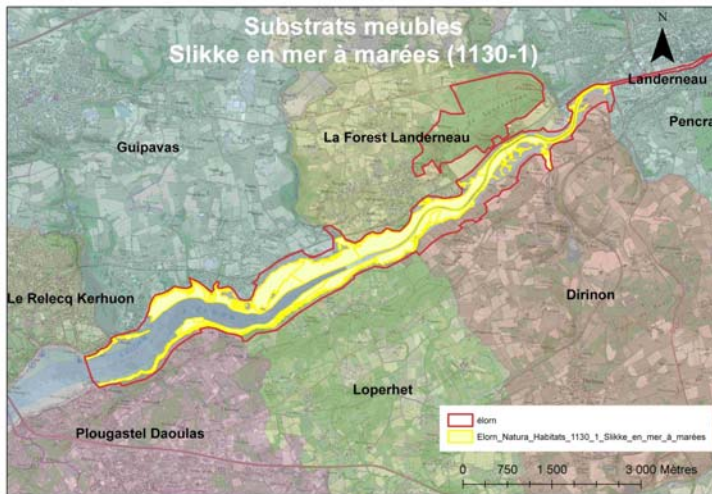 Substrats meubles
Slikke en mer à marées (1130-1)
N
Landerneau
Pencra
La Forest Landerneau
Guipavas
Le Relecq Kerhuon
Dirinon
Loperhet
Plougastel Daoulas
élorn
Elorn_Natura_Habitats_1130_1_Slikke_en_mer_à_marées
0 750 1 500 3 000 Mètres